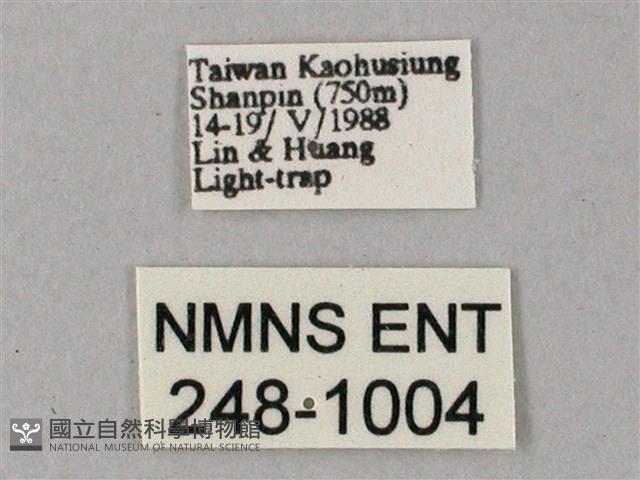 Taiwan Kaohusiung
Shanpin (750m)
14-19/ V/1988
Lin & Huang
Light-trap
NMNS ENT
248-1004
國立自然科學博物館
NATIONAL MUSEUM OF NATURAL SCIENCE